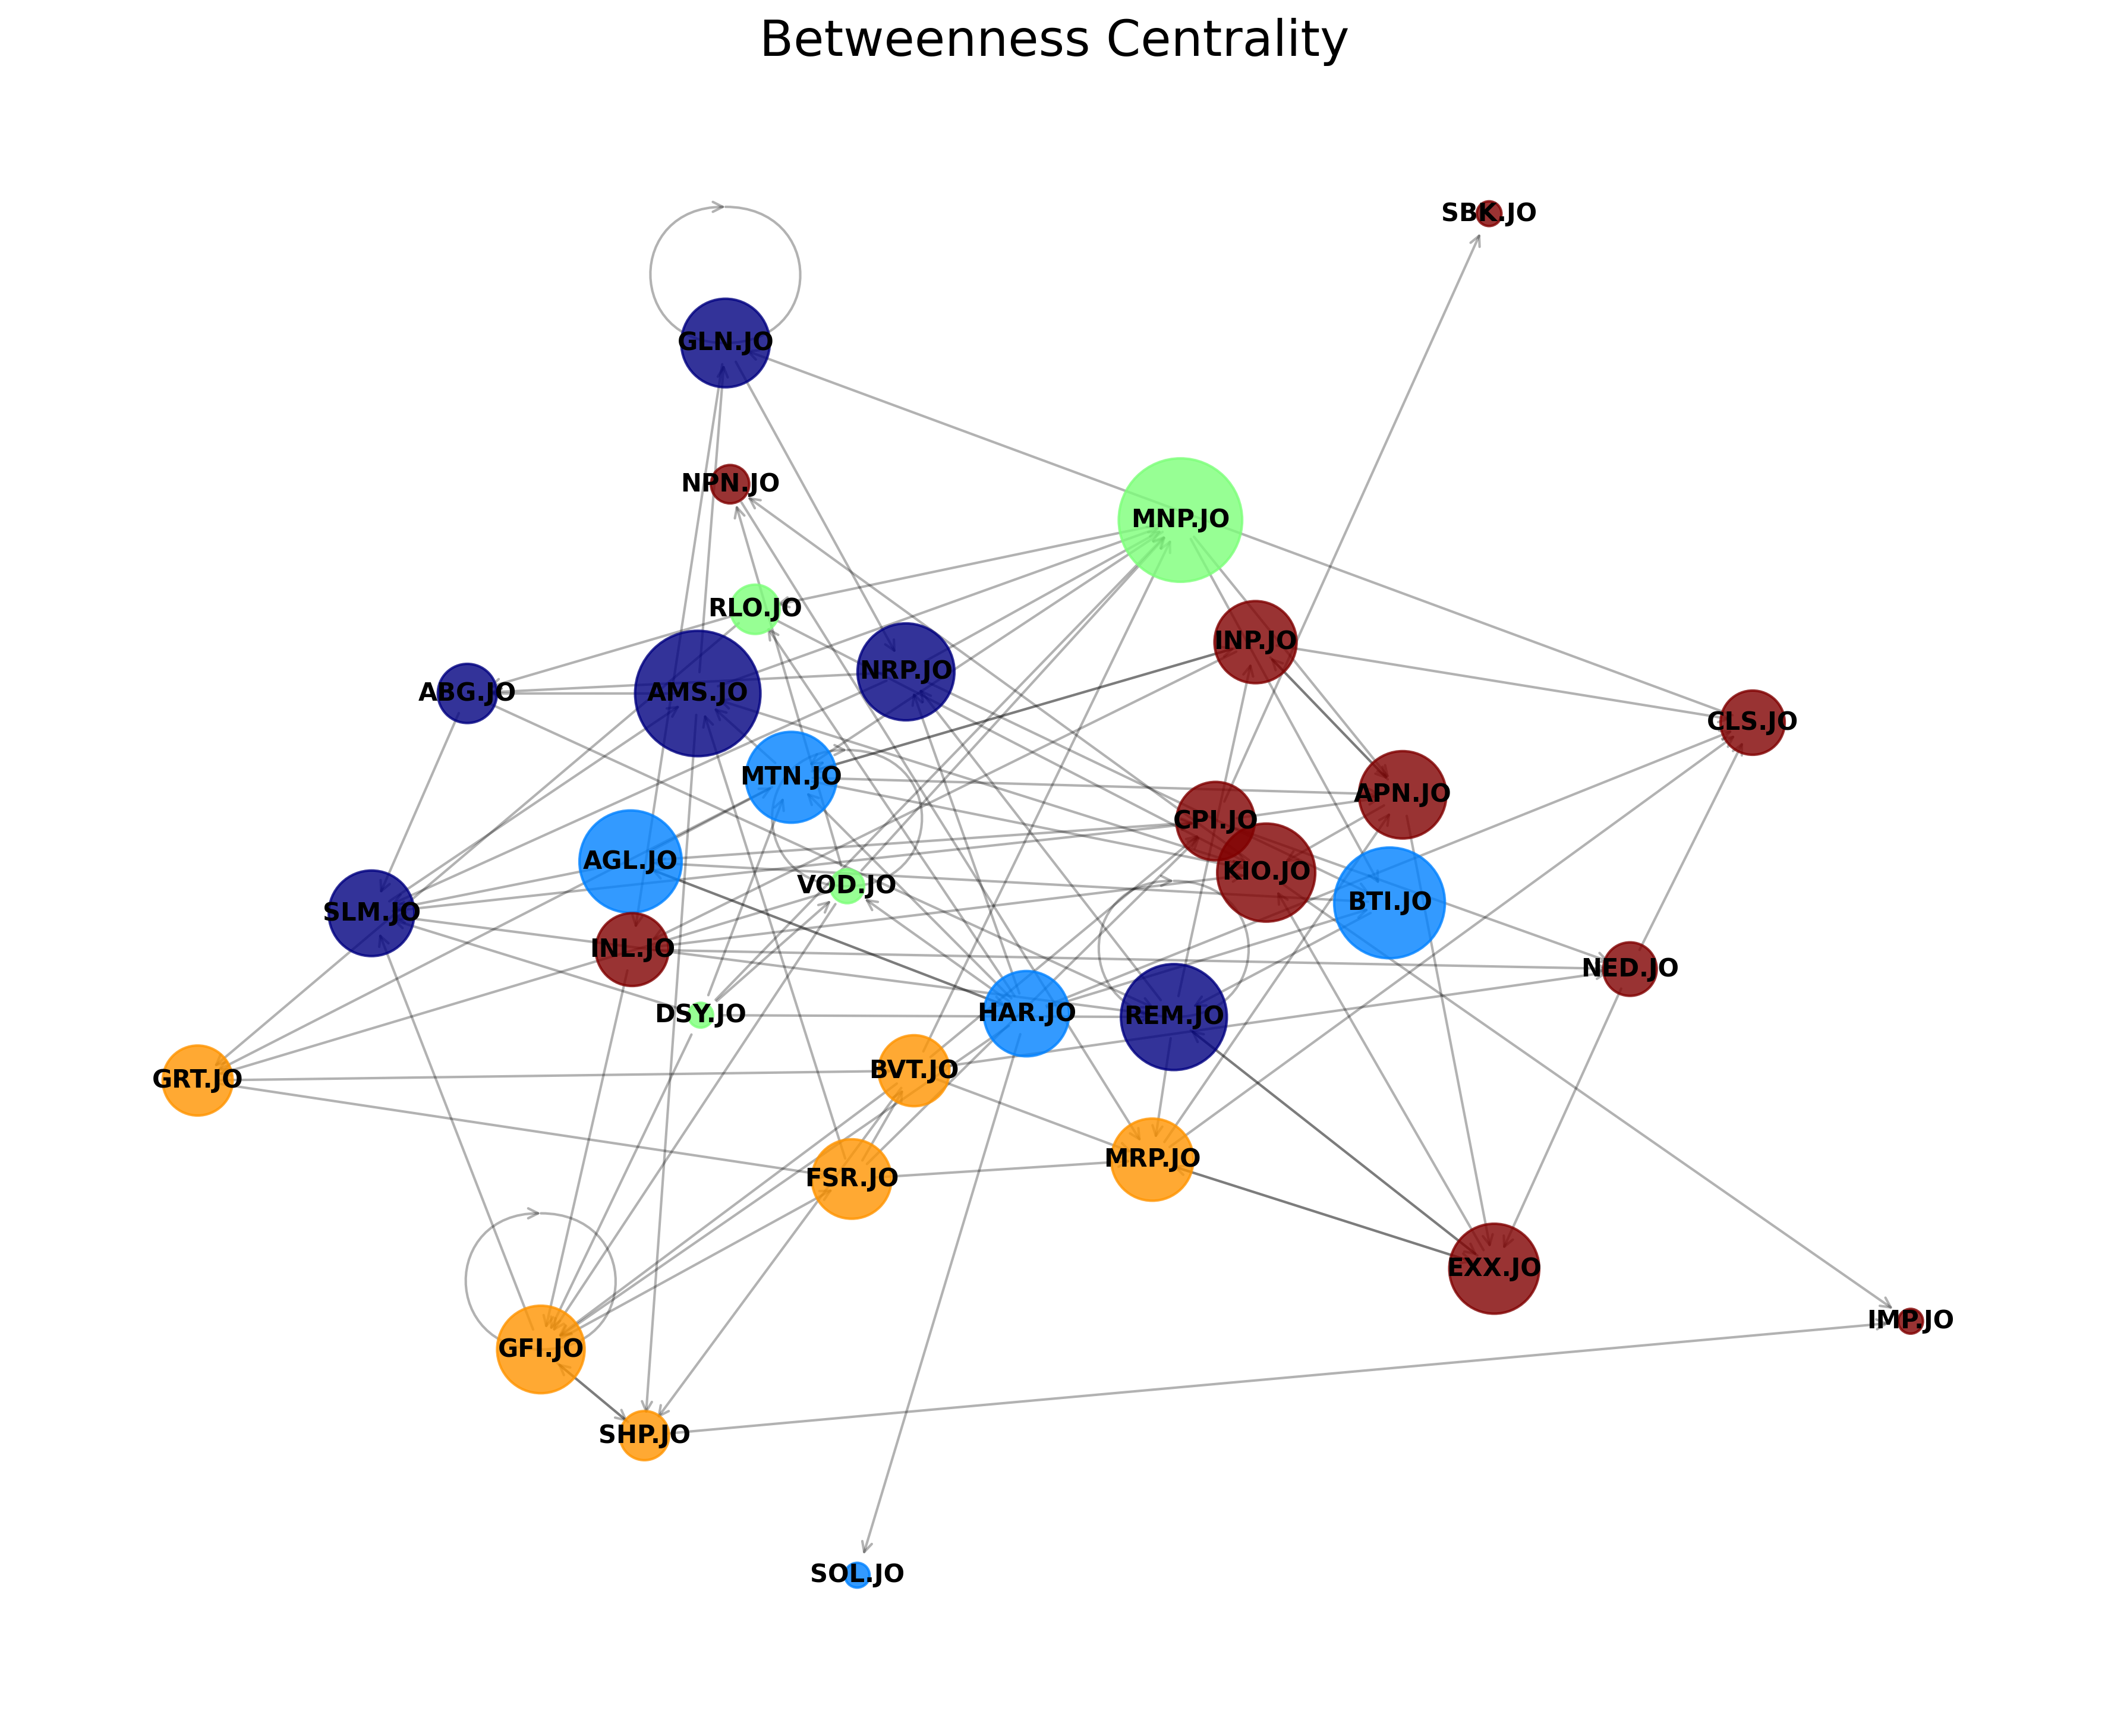 Betweenness Centrality
SBK.JO
GLN.JO
NPN.JO
MNP.JO
RLO.JO
INP.JO
NRP.JO
ABG.JO
AMS.JO
CLS.JO
MTN.JO
APN.JO
CPI.JO
AGL.JO
KIO.JO
VOD.JO
BTI.JO
SLM.JO
INL.JO
NED.JO
DSY.JO
HAR.JO
REM.JO
BVT.JO
GRT.JO
MRP.JO
FSR.JO
EXX.JO
IMP.JO
GFI.JO
SHP.JO
SOL.JO